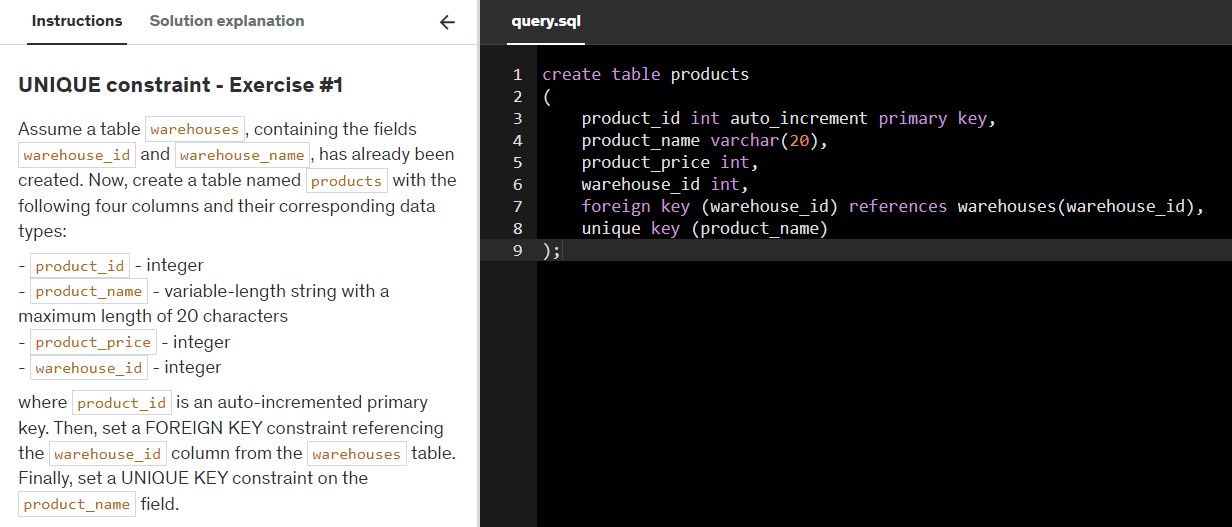 Instructions Solution explanation ←
UNIQUE constraint - Exercise #1
Assume a table warehouses, containing the fields
warehouse_id and warehouse_name, has already been
created. Now, create a table named products with the
following four columns and their corresponding data
types:
- product_id - integer
- product_name - variable-length string with a
maximum length of 20 characters
- product_price - integer
- warehouse_id - integer
where product_id is an auto-incremented primary
key. Then, set a FOREIGN KEY constraint referencing
the warehouse_id column from the warehouses table.
Finally, set a UNIQUE KEY constraint on the
product_name field.
query.sql
1 create table products
2 (
3 product_id int auto_increment primary key,
4 product_name varchar(20),
5 product_price int,
6 warehouse_id int,
7 foreign key (warehouse_id) references warehouses(warehouse_id),
8 unique key (product_name)
9 );